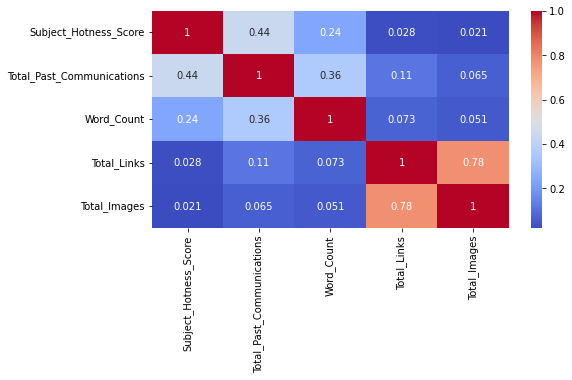 Subject_Hotness_Score 1 0.44 0.24 0.028 0.021
Total_Past_Communications 0.44 1 0.36 0.11 0.065
Word_Count 0.24 0.36 1 0.073 0.051
Total_Links 0.028 0.11 0.073 1 0.78
Total_Images 0.021 0.065 0.051 0.78 1
Subject_Hotness_Score
Total_Past_Communications
Word_Count
Total_Links
Total_Images
1.0
0.8
0.6
0.4
0.2